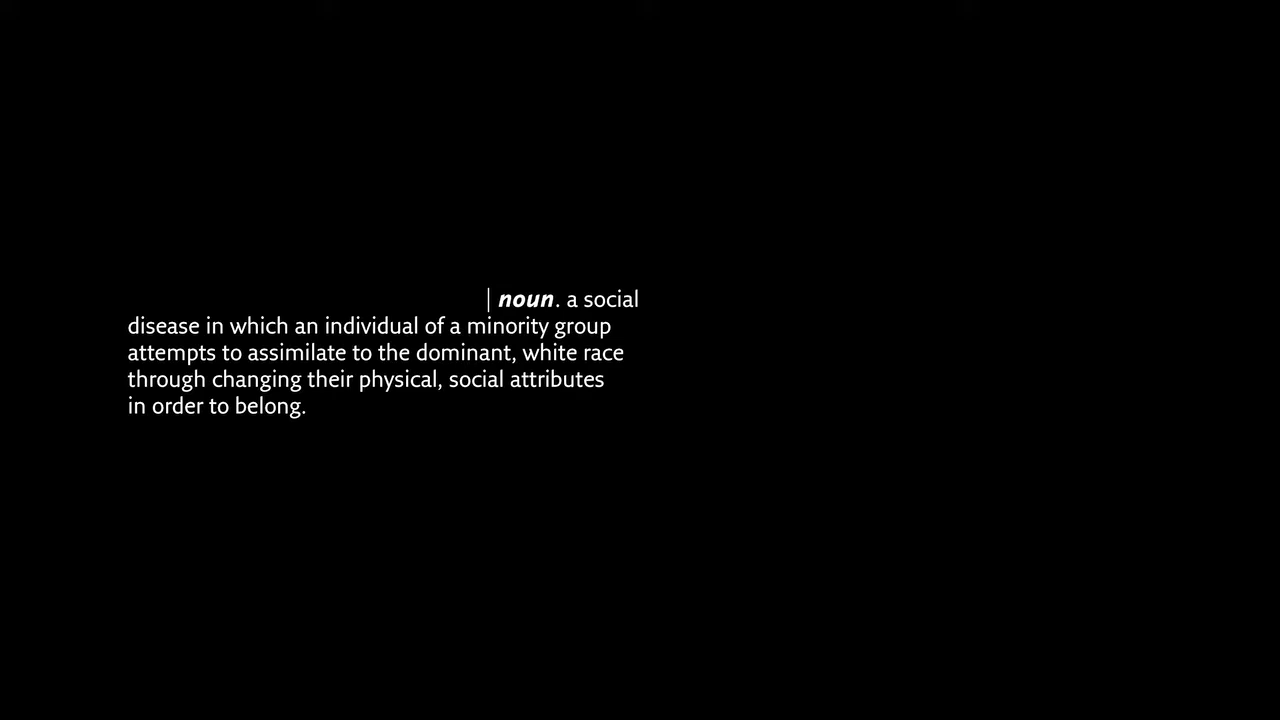 | noun. a social
disease in which an individual of a minority group
attempts to assimilate to the dominant, white race
through changing their physical, social attributes
in order to belong.